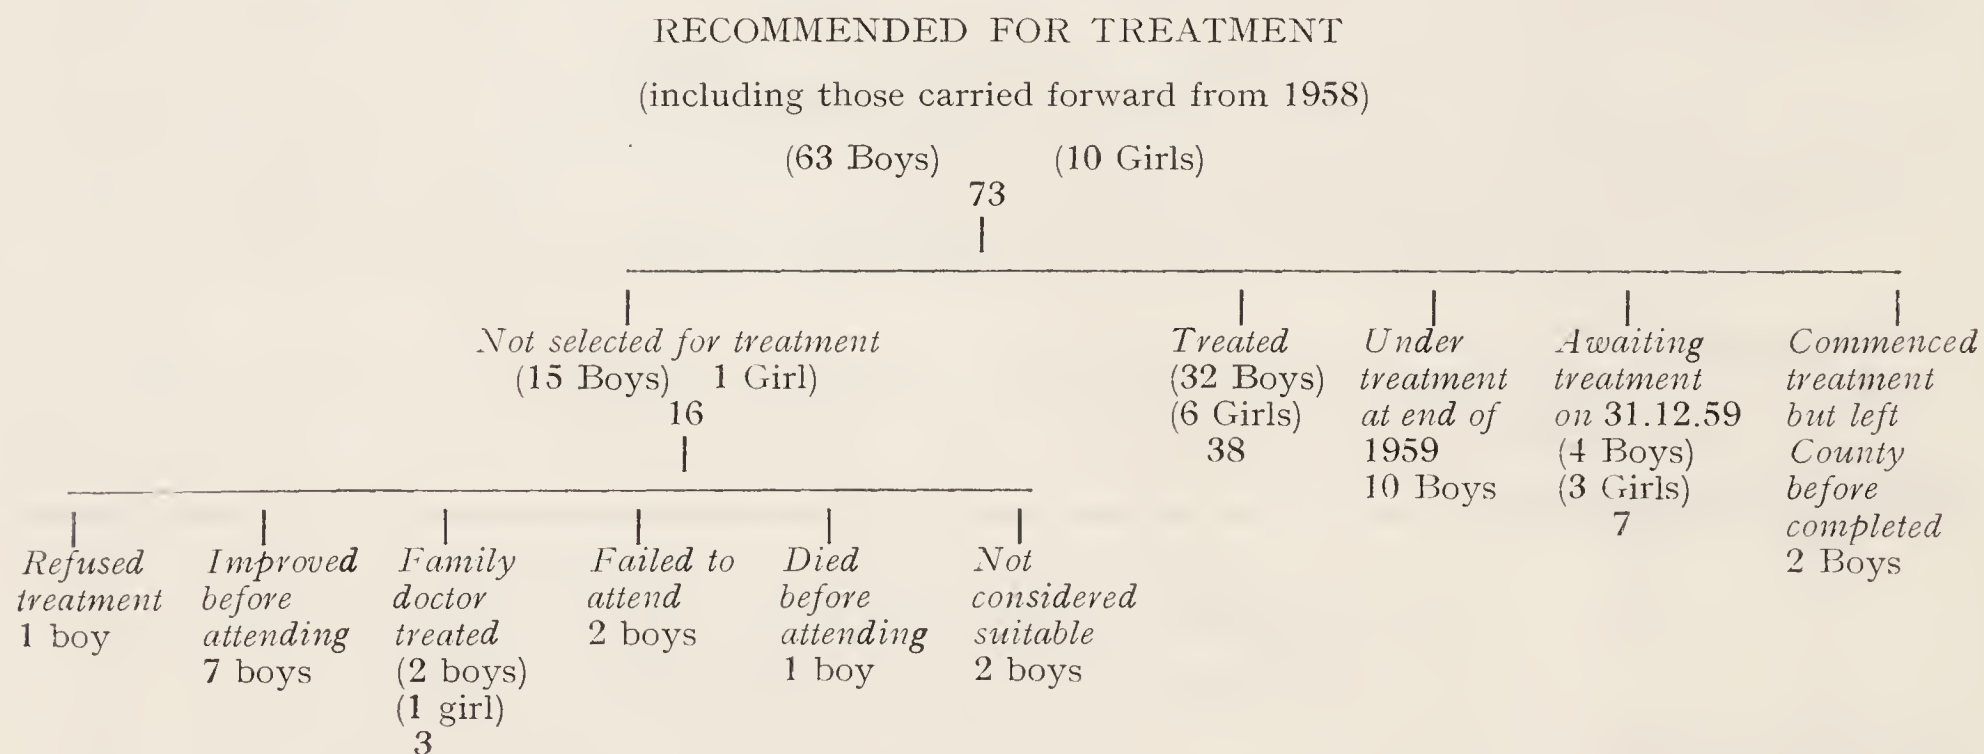 RECOMMENDED FOR TREATMENT
(including those carried forward from 1958)
(63 Boys) (10 Girls)
73
Not selected for treatment
(15 Boys) 1 Girl)
16
Treated
(32 Boys)
(6 Girls)
38
Under
treatment
at end of
1959
10 Boys
Awaiting
treatment
on 31.12.59
(4 Boys)
(3 Girls)
7
Commenced
treatment
but left
County
before
completed
2 Boys
Refused
treatment
1 boy
Improved
before
attending
7 boys
Family
doctor
treated
(2 boys)
(1 girl)
3
Failed to
attend
2 boys
Died
before
attending
1 boy
Not
considered
suitable
2 boys